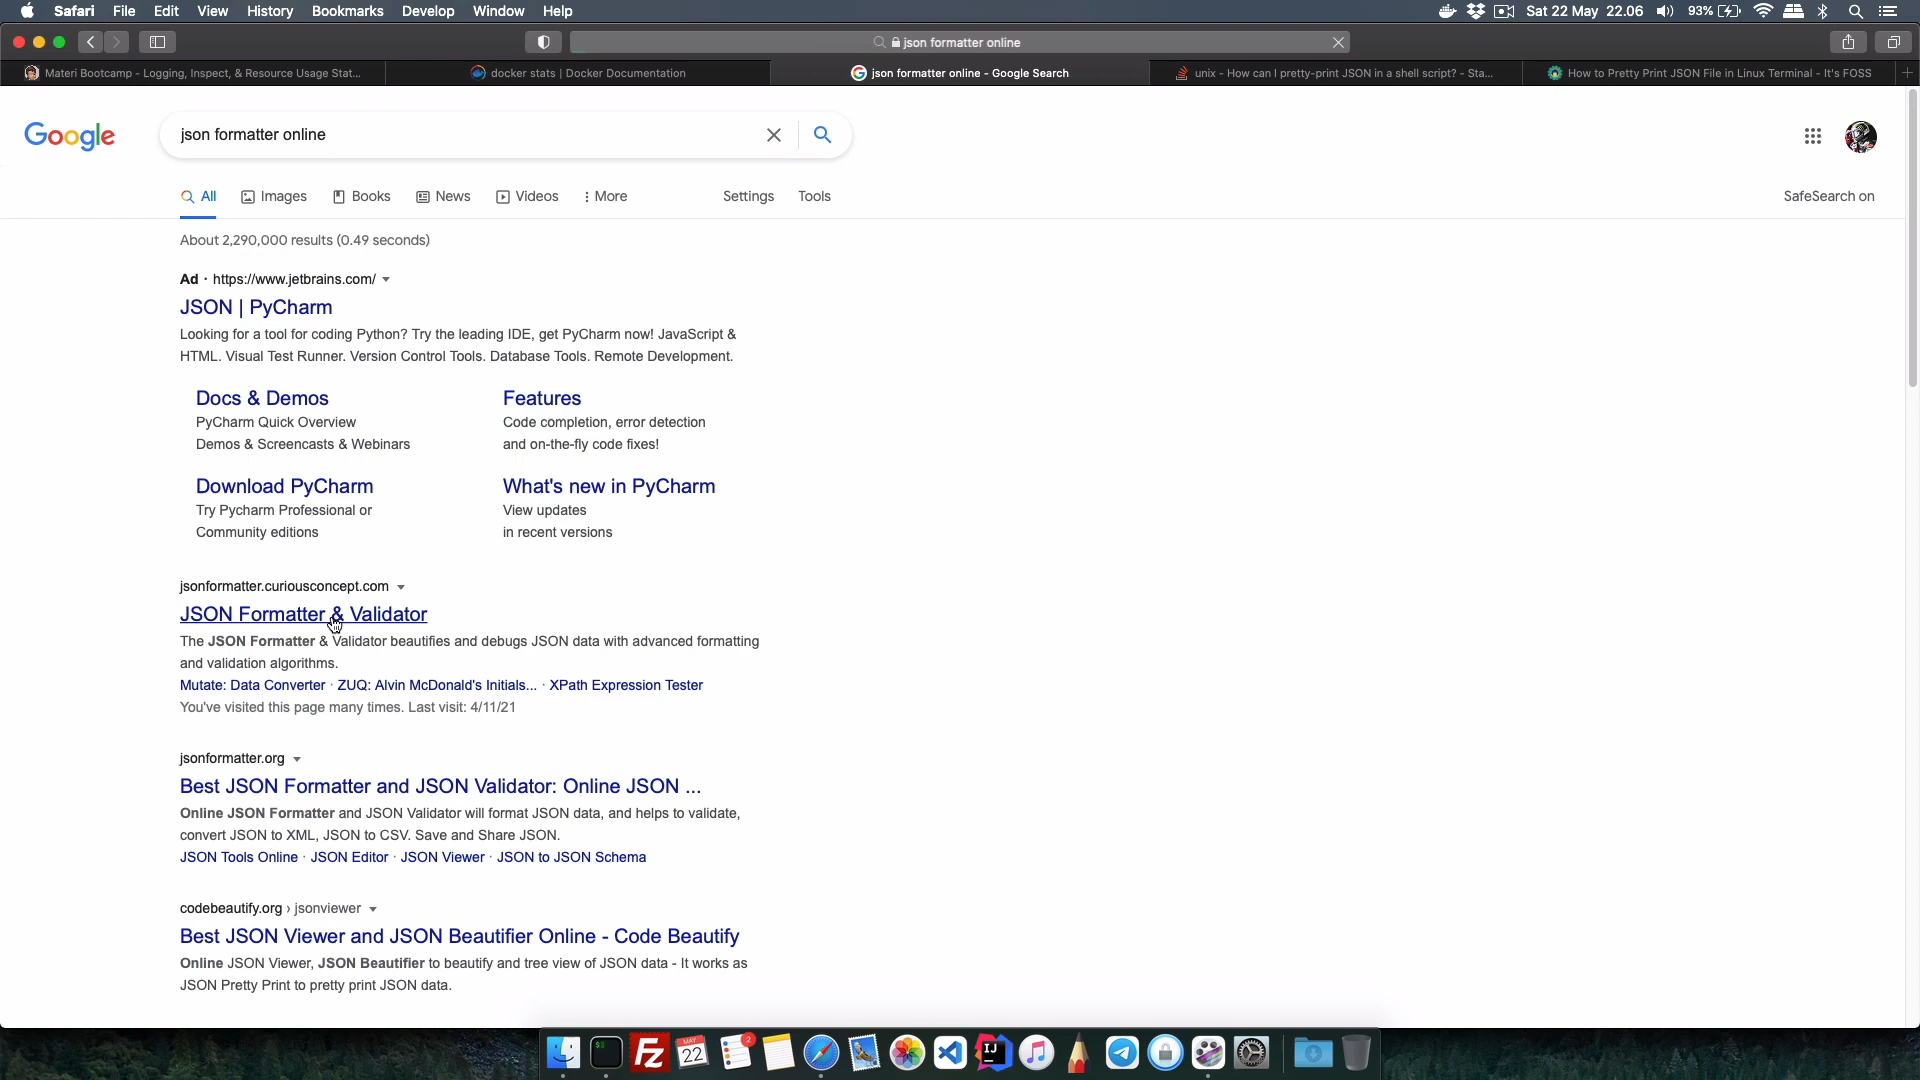 Safari File Edit View History Bookmarks Develop Window Help
Sat 22 May 22.06 93%
json formatter online
Materi Bootcamp - Logging, Inspect, & Resource Usage Stat...
docker stats | Docker Documentation
json formatter online - Google Search
unix - How can I pretty-print JSON in a shell script? - Sta...
How to Pretty Print JSON File in Linux Terminal - It's FOSS
Google
json formatter online
All Images Books News Videos More Settings Tools SafeSearch on
About 2,290,000 results (0.49 seconds)
Ad · https://www.jetbrains.com/
JSON | PyCharm
Looking for a tool for coding Python? Try the leading IDE, get PyCharm now! JavaScript &
HTML. Visual Test Runner. Version Control Tools. Database Tools. Remote Development.
Docs & Demos
PyCharm Quick Overview
Demos & Screencasts & Webinars
Features
Code completion, error detection
and on-the-fly code fixes!
Download PyCharm
Try Pycharm Professional or
Community editions
What's new in PyCharm
View updates
in recent versions
jsonformatter.curiousconcept.com
JSON Formatter & Validator
The JSON Formatter & Validator beautifies and debugs JSON data with advanced formatting
and validation algorithms.
Mutate: Data Converter · ZUQ: Alvin McDonald's Initials... · XPath Expression Tester
You've visited this page many times. Last visit: 4/11/21
jsonformatter.org
Best JSON Formatter and JSON Validator: Online JSON ...
Online JSON Formatter and JSON Validator will format JSON data, and helps to validate,
convert JSON to XML, JSON to CSV. Save and Share JSON.
JSON Tools Online · JSON Editor · JSON Viewer · JSON to JSON Schema
codebeautify.org › jsonviewer
Best JSON Viewer and JSON Beautifier Online - Code Beautify
Online JSON Viewer, JSON Beautifier to beautify and tree view of JSON data - It works as
JSON Pretty Print to pretty print JSON data.
$ Fz MAY 22 2 IJ